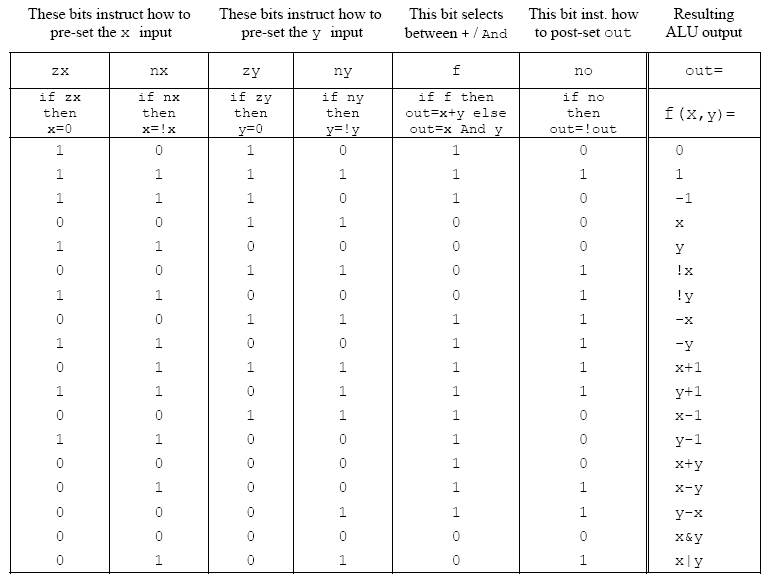 These bits instruct how to These bits instruct how to This bit selects This bit inst. how Resulting
pre-set the x input pre-set the y input between + / And to post-set out ALU output
zx nx zy ny f no out=
if zx if nx if zy if ny if f then if no
then then then then out=x+y else then f(x,y)=
x=0 x=!x y=0 y=!y out=x And y out=!out
1 0 1 0 1 0 0
1 1 1 1 1 1 1
1 1 1 0 1 0 -1
0 0 1 1 0 0 x
1 1 0 0 0 0 y
0 0 1 1 0 1 !x
1 1 0 0 0 1 !y
0 0 1 1 1 1 -x
1 1 0 0 1 1 -y
0 1 1 1 1 1 x+1
1 1 0 1 1 1 y+1
0 0 1 1 1 0 x-1
1 1 0 0 1 0 y-1
0 0 0 0 1 0 x+y
0 1 0 0 1 1 x-y
0 0 0 1 1 1 y-x
0 0 0 0 0 0 x&y
0 1 0 1 0 1 x|y